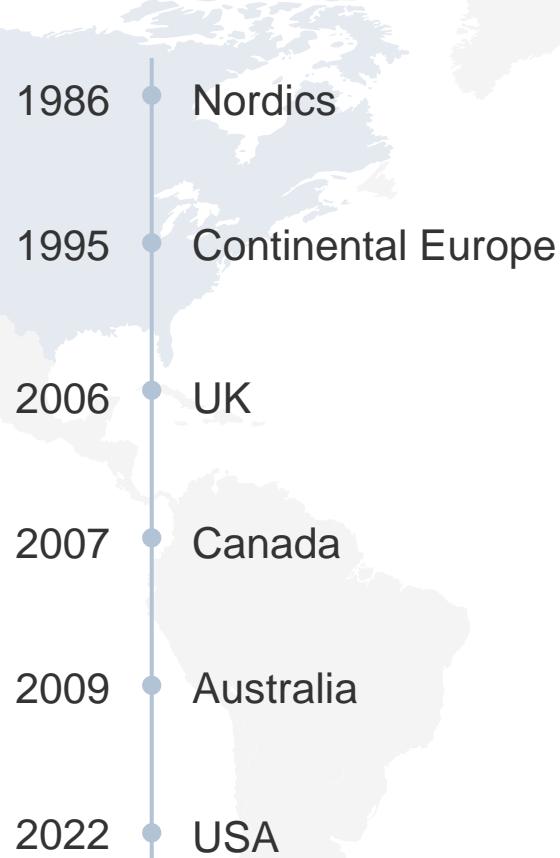 1986 Nordics
1995 Continental Europe
2006 UK
2007 Canada
2009 Australia
2022 USA